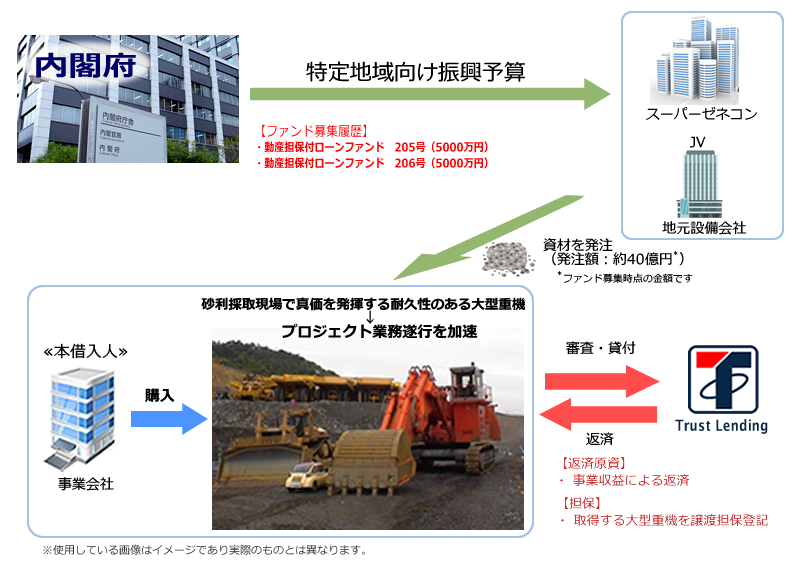 内閣府
内閣府庁舎
内閣官房
内 閣 府
特定地域向け振興予算
【ファンド募集履歴】
・動産担保付ローンファンド 205号（5000万円）
・動産担保付ローンファンド 206号（5000万円）
スーパーゼネコン
JV
地元設備会社
資材を発注
（発注額：約40億円*）
*ファンド募集時点の金額です
砂利採取現場で真価を発揮する耐久性のある大型重機
↓
プロジェクト業務遂行を加速
≪本借入人≫
購入
事業会社
審査・貸付
返済
Trust Lending
【返済原資】
・ 事業収益による返済
【担保】
・ 取得する大型重機を譲渡担保登記
※使用している画像はイメージであり実際のものとは異なります。